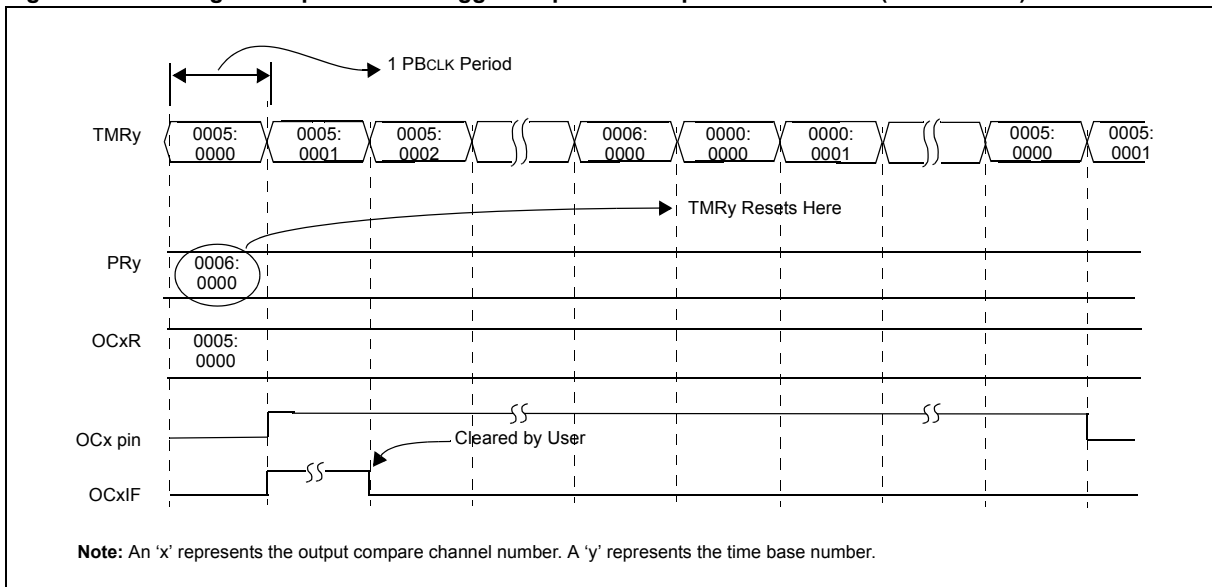 1 PBCLK Period
TMRy
0005: 0005: 0005: 0006: 0000: 0000: 0005: 0005:
0000 0001 0002 0000 0000 0001 0000 0001
TMRy Resets Here
PRy
0006:
0000
OCxR
0005:
0000
OCx pin
Cleared by User
OCxIF
Note: An 'x' represents the output compare channel number. A 'y' represents the time base number.